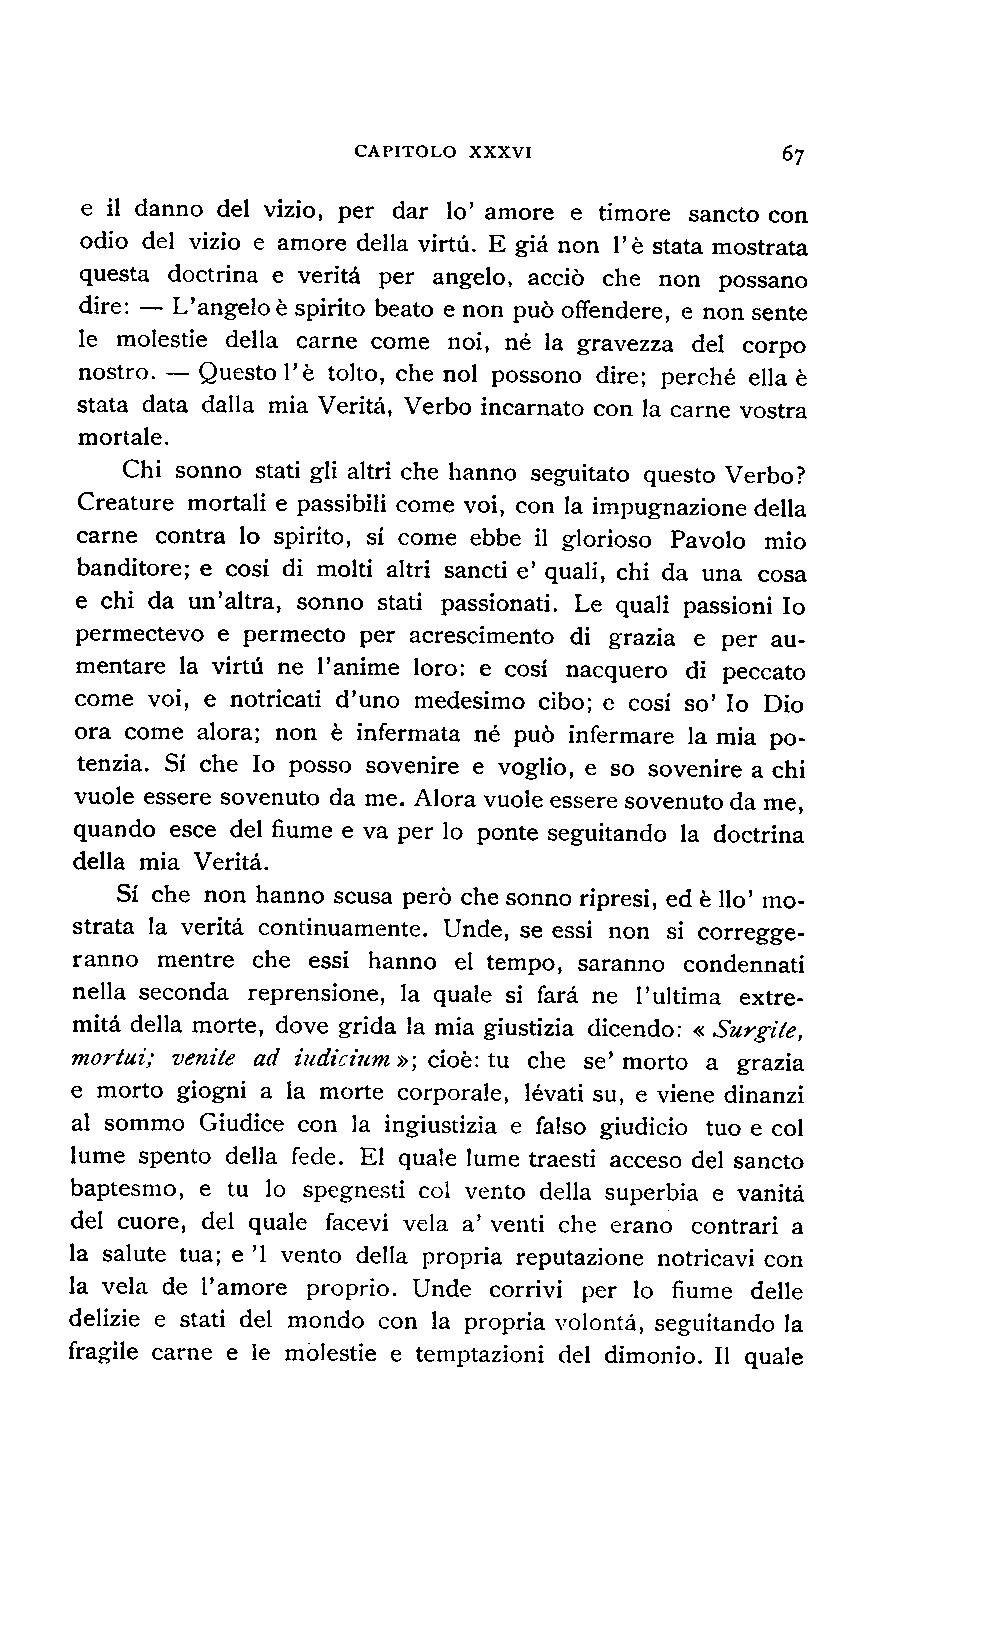 CAPITOLO XXXVI 67
e il danno del vizio, per dar lo' amore e timore sancto con
odio del vizio e amore della virtú. E giá non l'è stata mostrata
questa doctrina e veritá per angelo, acciò che non possano
dire: — L'angelo è spirito beato e non può offendere, e non sente
le molestie della carne come noi, né la gravezza del corpo
nostro. — Questo l'è tolto, che nol possono dire; perché ella è
stata data dalla mia Veritá, Verbo incarnato con la carne vostra
mortale.
Chi sonno stati gli altri che hanno seguitato questo Verbo?
Creature mortali e passibili come voi, con la impugnazione della
carne contra lo spirito, sí come ebbe il glorioso Pavolo mio
banditore; e cosi di molti altri sancti e' quali, chi da una cosa
e chi da un'altra, sonno stati passionati. Le quali passioni Io
permectevo e permecto per acrescimento di grazia e per au-
mentare la virtú ne l'anime loro: e cosí nacquero di peccato
come voi, e notricati d'uno medesimo cibo; e cosí so' Io Dio
ora come alora; non è infermata né può infermare la mia po-
tenzia. Sí che Io posso sovenire e voglio, e so sovenire a chi
vuole essere sovenuto da me. Alora vuole essere sovenuto da me,
quando esce del fiume e va per lo ponte seguitando la doctrina
della mia Veritá.
Sí che non hanno scusa però che sonno ripresi, ed è llo' mo-
strata la veritá continuamente. Unde, se essi non si corregge-
ranno mentre che essi hanno el tempo, saranno condennati
nella seconda reprensione, la quale si fará ne l'ultima extre-
mitá della morte, dove grida la mia giustizia dicendo: « Surgite,
mortui; venite ad iudicium »; cioè: tu che se' morto a grazia
e morto giogni a la morte corporale, lévati su, e viene dinanzi
al sommo Giudice con la ingiustizia e falso giudicio tuo e col
lume spento della fede. El quale lume traesti acceso del sancto
baptesmo, e tu lo spegnesti col vento della superbia e vanitá
del cuore, del quale facevi vela a' venti che erano contrari a
la salute tua; e 'l vento della propria reputazione notricavi con
la vela de l'amore proprio. Unde corrivi per lo fiume delle
delizie e stati del mondo con la propria volontá, seguitando la
fragile carne e le molestie e temptazioni del dimonio. Il quale